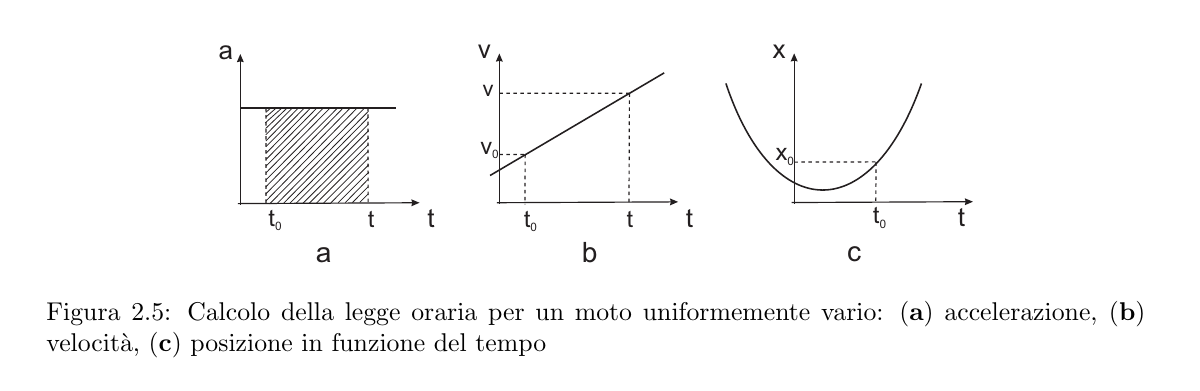 a
t₀
t
t
a
v
v
v₀
t₀
t
t
b
x
x₀
t₀
t
c
Figura 2.5: Calcolo della legge oraria per un moto uniformemente vario: (a) accelerazione, (b)
velocità, (c) posizione in funzione del tempo